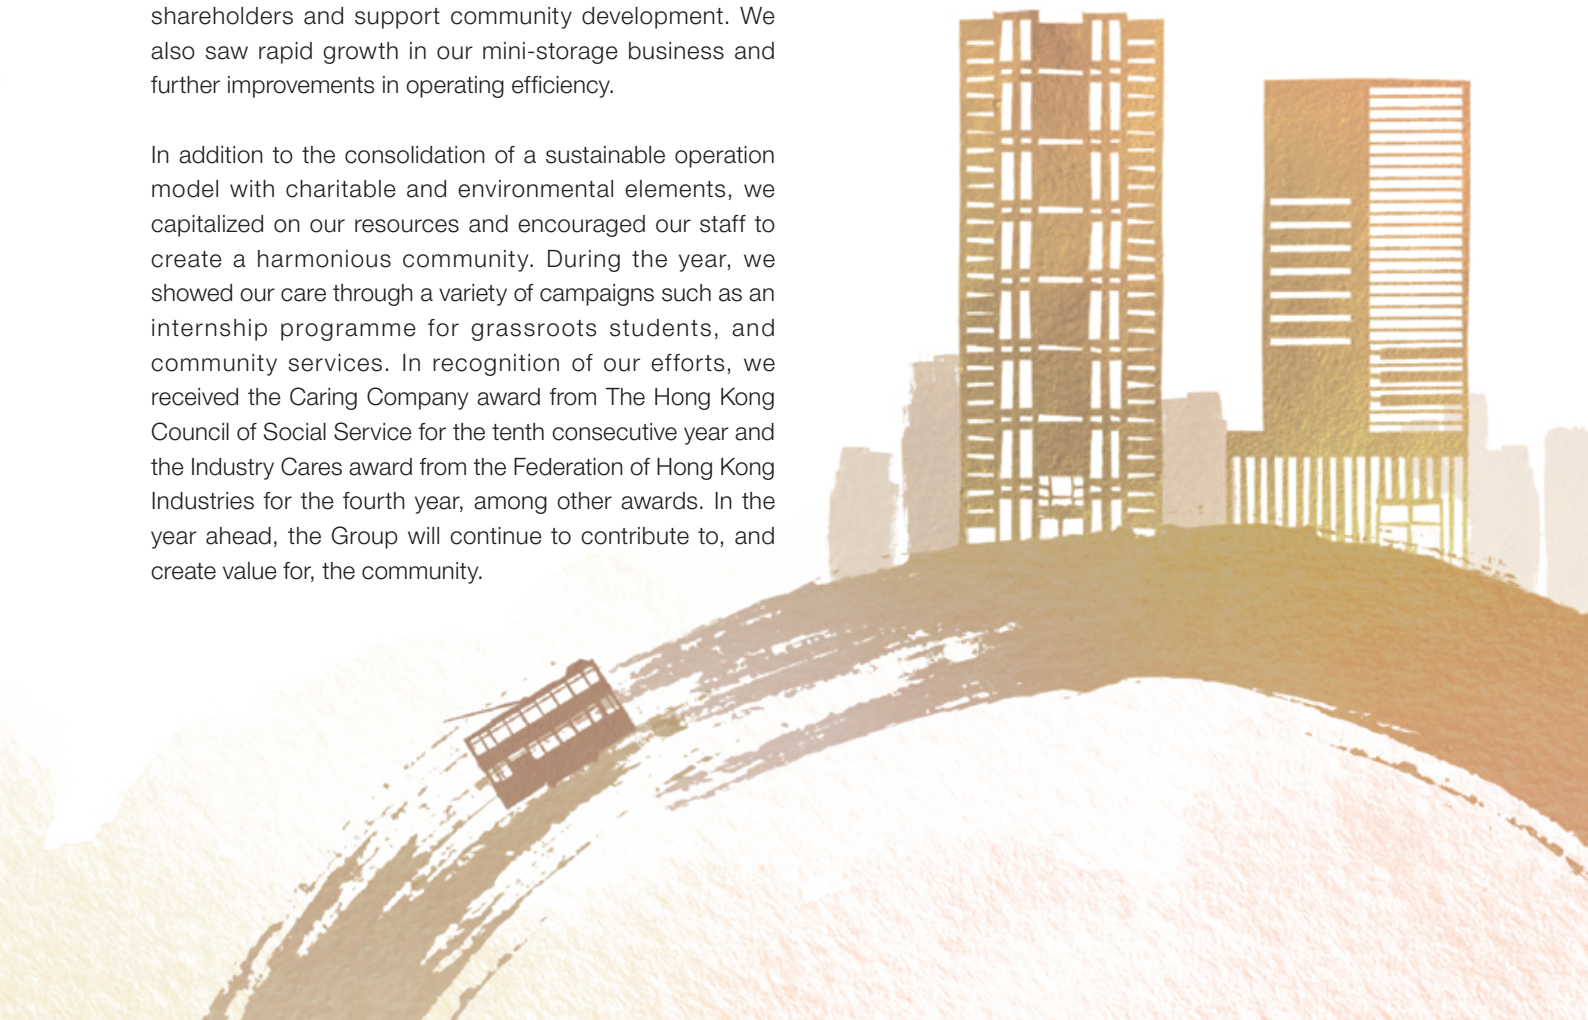 shareholders and support community development. We
also saw rapid growth in our mini-storage business and
further improvements in operating efficiency.
In addition to the consolidation of a sustainable operation
model with charitable and environmental elements, we
capitalized on our resources and encouraged our staff to
create a harmonious community. During the year, we
showed our care through a variety of campaigns such as an
internship programme for grassroots students, and
community services. In recognition of our efforts, we
received the Caring Company award from The Hong Kong
Council of Social Service for the tenth consecutive year and
the Industry Cares award from the Federation of Hong Kong
Industries for the fourth year, among other awards. In the
year ahead, the Group will continue to contribute to, and
create value for, the community.